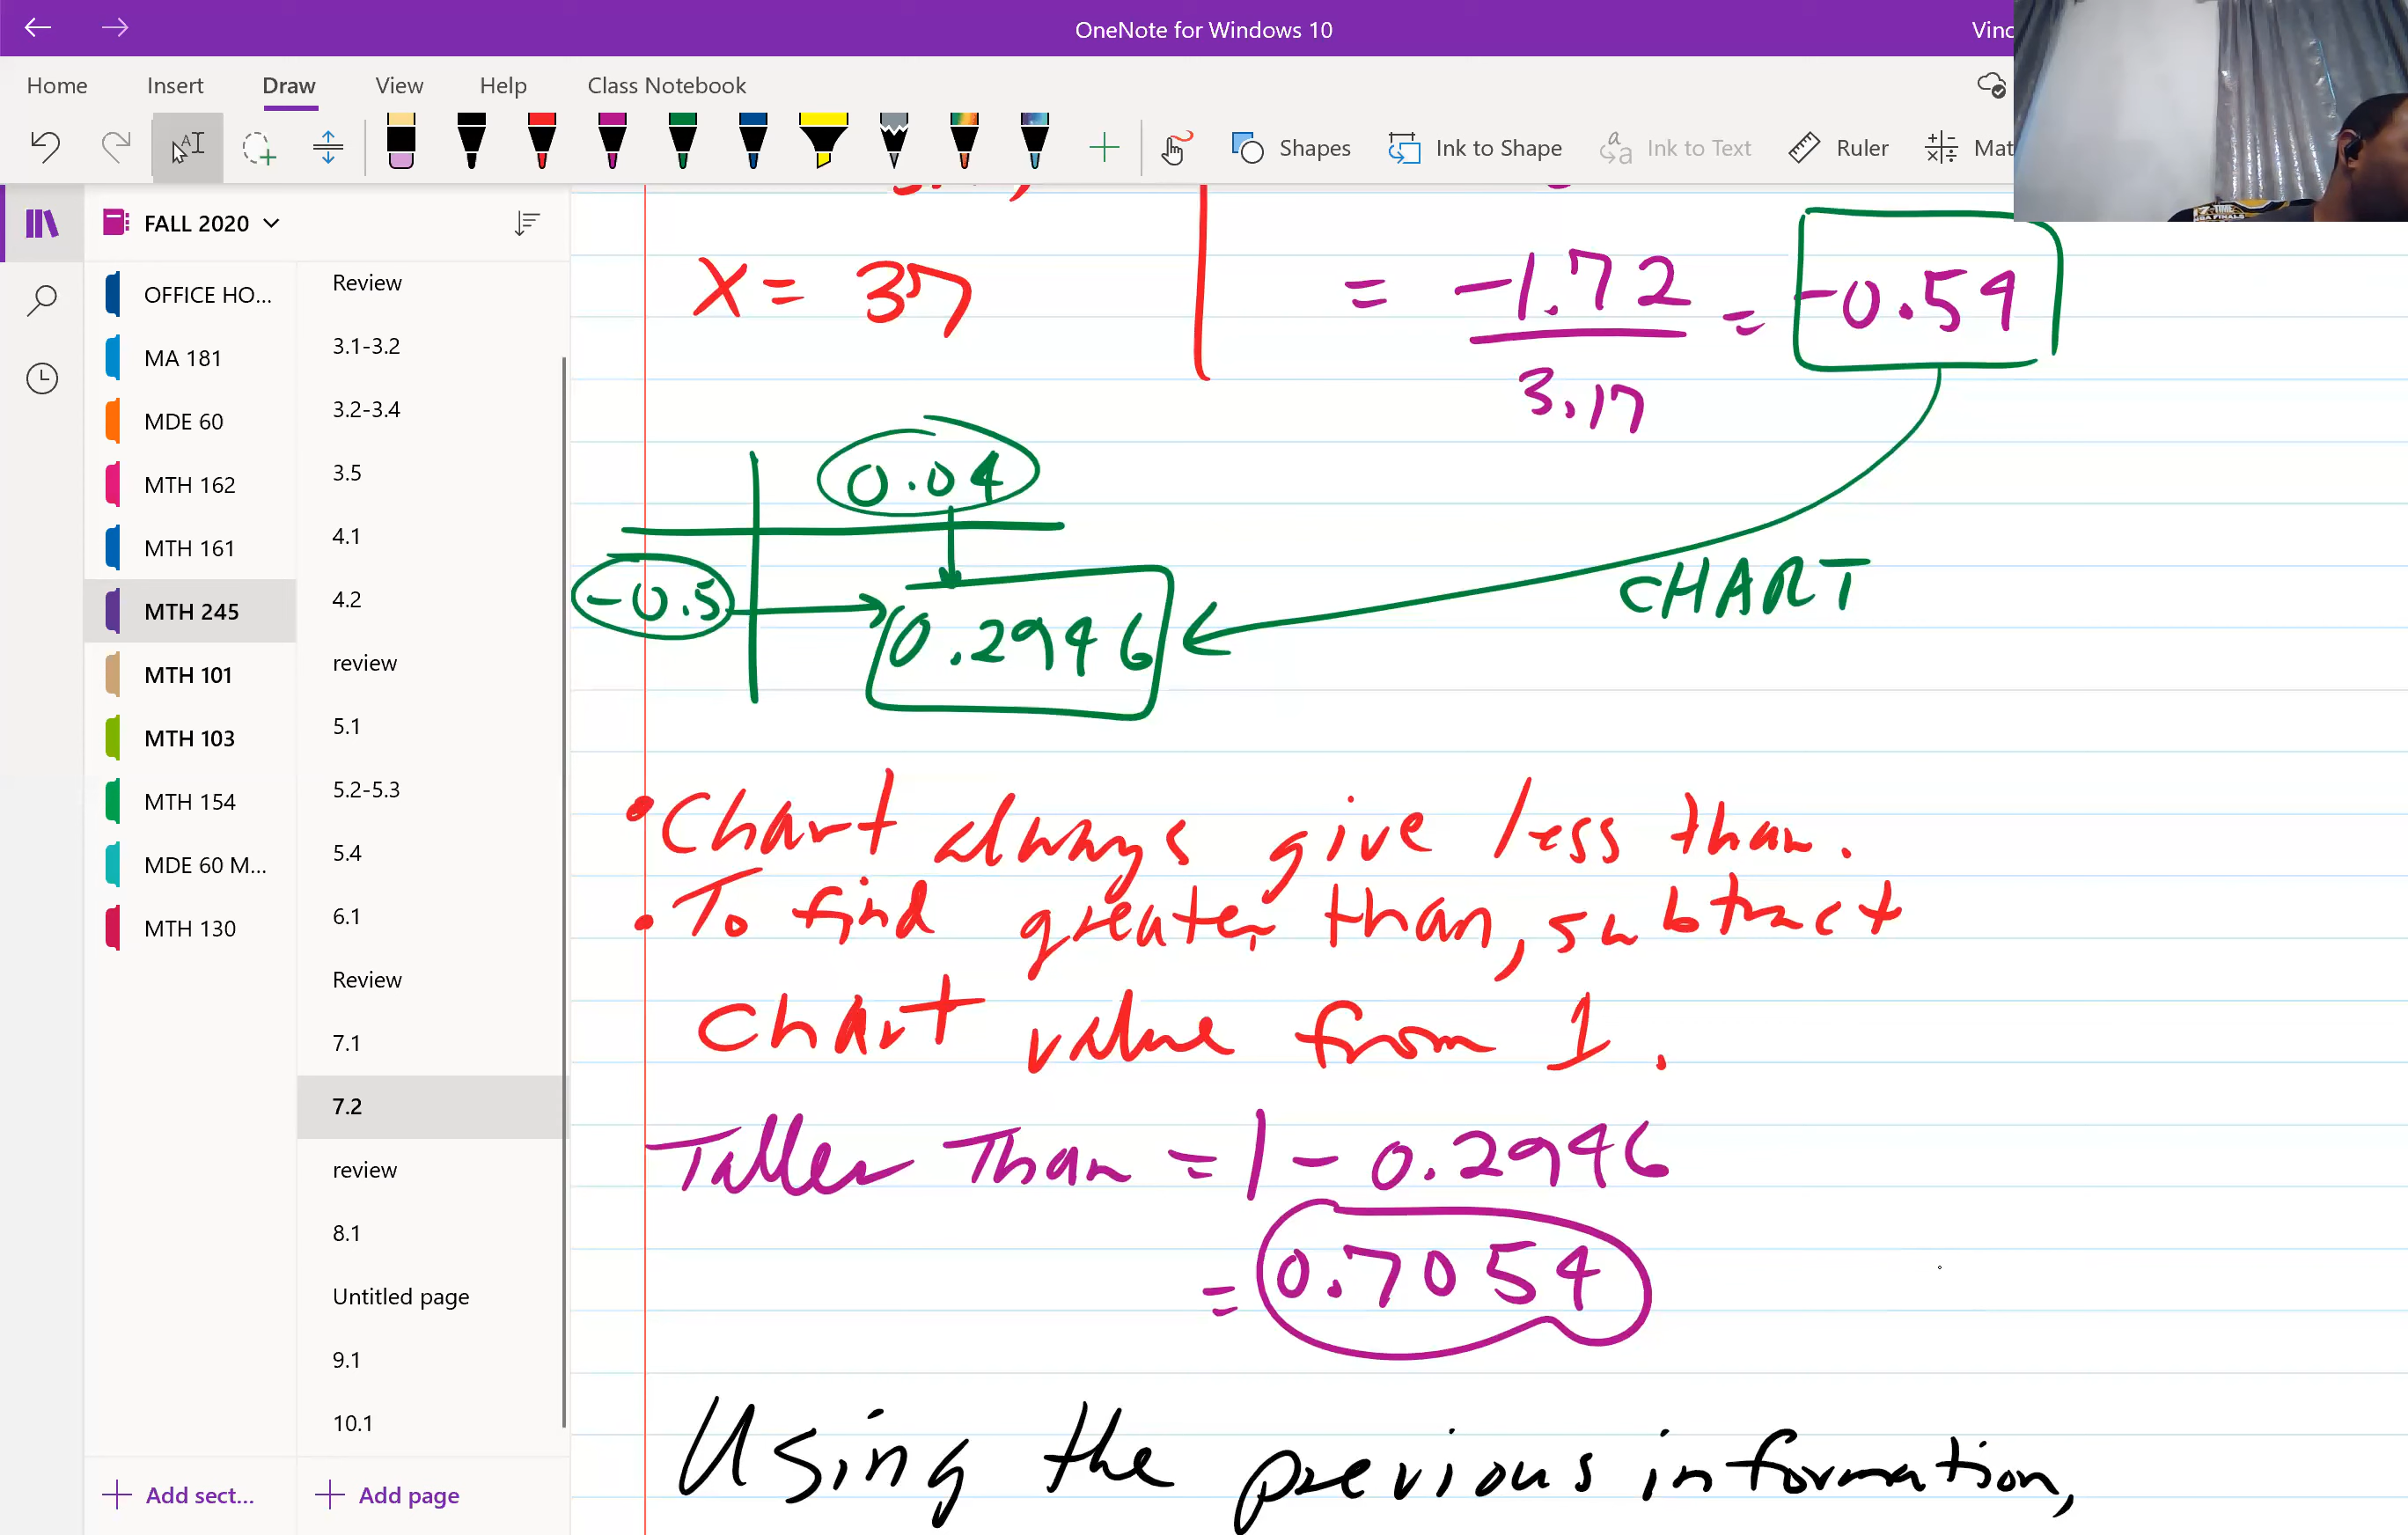 OneNote for Windows 10
Vinc
Home Insert Draw View Help Class Notebook
Shapes Ink to Shape Ink to Text Ruler Mat
FALL 2020
OFFICE HO...
MA 181
MDE 60
MTH 162
MTH 161
MTH 245
MTH 101
MTH 103
MTH 154
MDE 60 M...
MTH 130
Add sect...
Review
3.1-3.2
3.2-3.4
3.5
4.1
4.2
review
5.1
5.2-5.3
5.4
6.1
Review
7.1
7.2
review
8.1
Untitled page
9.1
10.1
Add page
x = 37
= -1.72 = -0.54
3.17
0.04
-0.5
0.2946
CHART
• Chart always give less than.
• To find greater than, subtract
chart value from 1.
Taller Than = 1 - 0.2946
= 0.7054
Using the previous information,